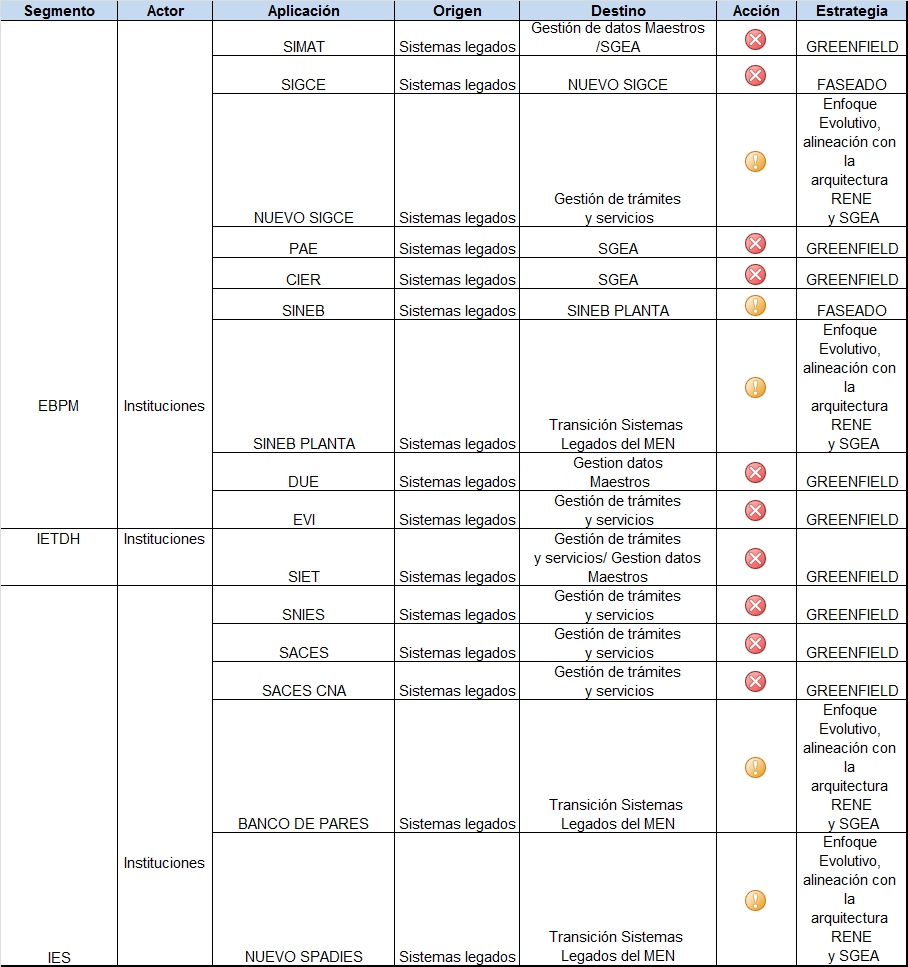 Segmento Actor Aplicación Origen Destino Acción Estrategia
Gestión de datos Maestros
SIMAT Sistemas legados /SGEA GREENFIELD
SIGCE Sistemas legados NUEVO SIGCE FASEADO
Enfoque
Evolutivo,
alineación con
la
arquitectura
Gestión de trámites RENE
NUEVO SIGCE Sistemas legados y servicios y SGEA
PAE Sistemas legados SGEA GREENFIELD
CIER Sistemas legados SGEA GREENFIELD
SINEB Sistemas legados SINEB PLANTA FASEADO
Enfoque
Evolutivo,
alineación con
la
EBPM Instituciones arquitectura
Transición Sistemas RENE
SINEB PLANTA Sistemas legados Legados del MEN y SGEA
Gestion datos
DUE Sistemas legados Maestros GREENFIELD
Gestión de trámites
EVI Sistemas legados y servicios GREENFIELD
IETDH Instituciones Gestión de trámites
y servicios/ Gestion datos
SIET Sistemas legados Maestros GREENFIELD
Gestión de trámites
SNIES Sistemas legados y servicios GREENFIELD
Gestión de trámites
SACES Sistemas legados y servicios GREENFIELD
Gestión de trámites
SACES CNA Sistemas legados y servicios GREENFIELD
Enfoque
Evolutivo,
alineación con
la
arquitectura
Transición Sistemas RENE
BANCO DE PARES Sistemas legados Legados del MEN y SGEA
Enfoque
Instituciones Evolutivo,
alineación con
la
arquitectura
Transición Sistemas RENE
IES NUEVO SPADIES Sistemas legados Legados del MEN y SGEA